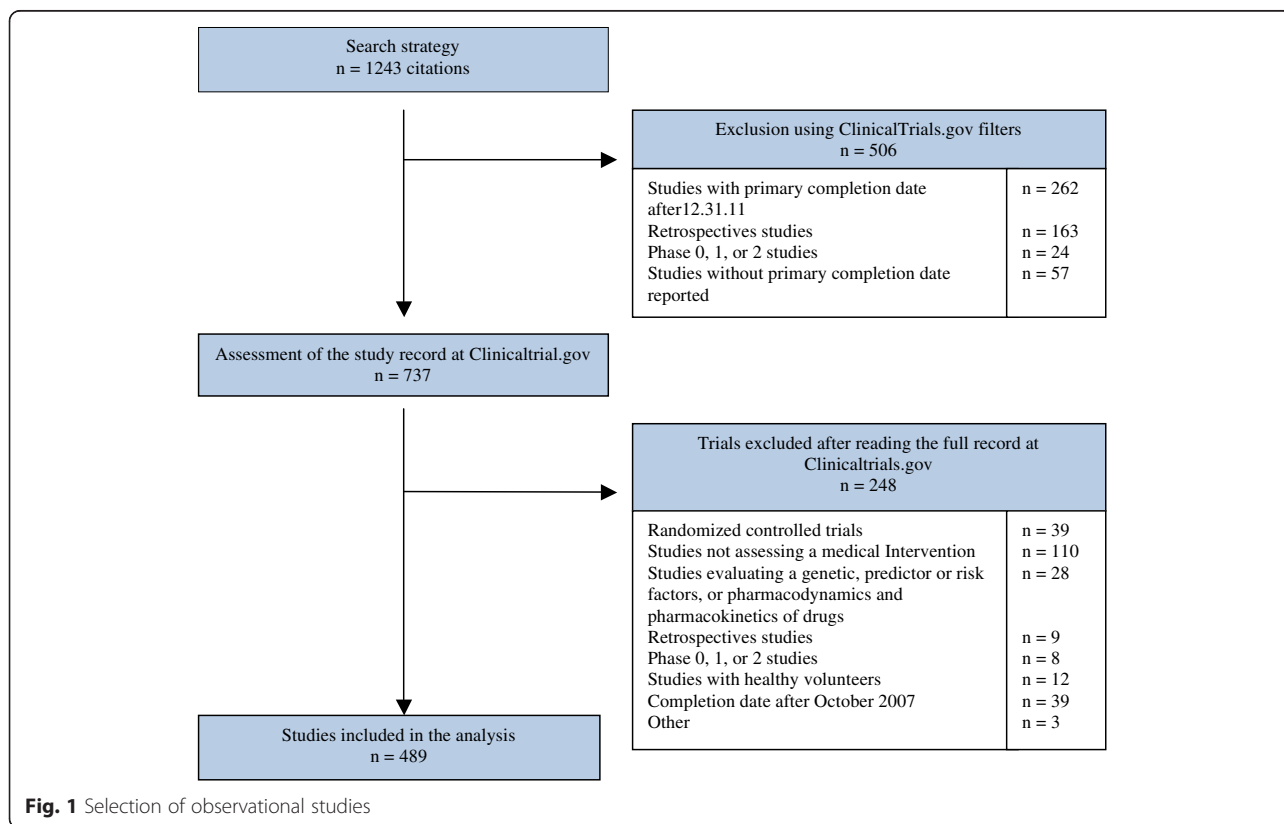 Search strategy
n = 1243 citations
Exclusion using ClinicalTrials.gov filters
n = 506
Studies with primary completion date n = 262
after12.31.11
Retrospectives studies n = 163
Phase 0, 1, or 2 studies n = 24
Studies without primary completion date n = 57
reported
Assessment of the study record at Clinicaltrial.gov
n = 737
Trials excluded after reading the full record at
Clinicaltrials.gov
n = 248
Randomized controlled trials n = 39
Studies not assessing a medical Intervention n = 110
Studies evaluating a genetic, predictor or risk n = 28
factors, or pharmacodynamics and
pharmacokinetics of drugs
Retrospectives studies n = 9
Phase 0, 1, or 2 studies n = 8
Studies with healthy volunteers n = 12
Completion date after October 2007 n = 39
Other n = 3
Studies included in the analysis
n = 489
Fig. 1 Selection of observational studies